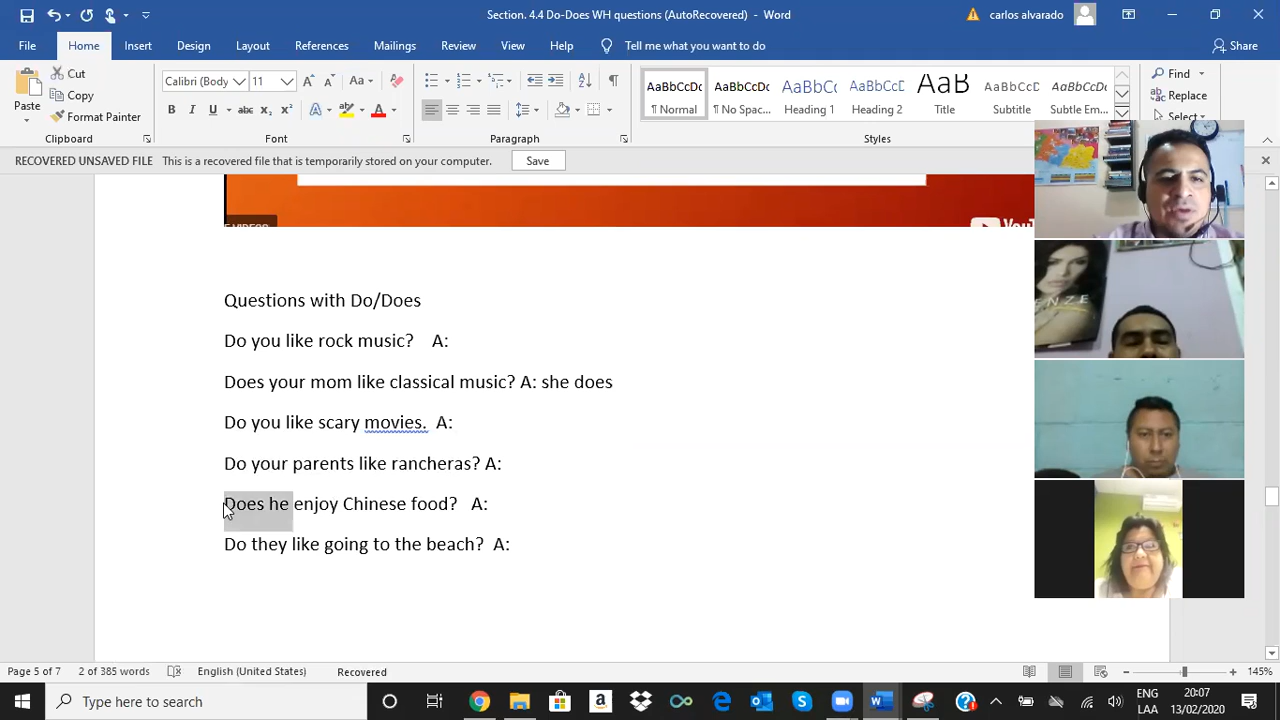 Section. 4.4 Do-Does WH questions (AutoRecovered) - Word
carlos alvarado
File Home Insert Design Layout References Mailings Review View Help Tell me what you want to do Share
Paste
Cut
Copy
Format Painter
Calibri (Body 11
AaBbCcDc AaBbCcDc AaBbCc AaBbCcC AaB AaBbCcD AaBbCcDc
¶ Normal ¶ No Spac... Heading 1 Heading 2 Title Subtitle Subtle Em...
Find
Replace
Select
Clipboard Font Paragraph Styles
RECOVERED UNSAVED FILE This is a recovered file that is temporarily stored on your computer. Save
Questions with Do/Does
Do you like rock music? A:
Does your mom like classical music? A: she does
Do you like scary movies. A:
Do your parents like rancheras? A:
Does he enjoy Chinese food? A:
Do they like going to the beach? A:
ENZE
Page 5 of 7 2 of 385 words English (United States) Recovered 145%
Type here to search
ENG
LAA
20:07
13/02/2020